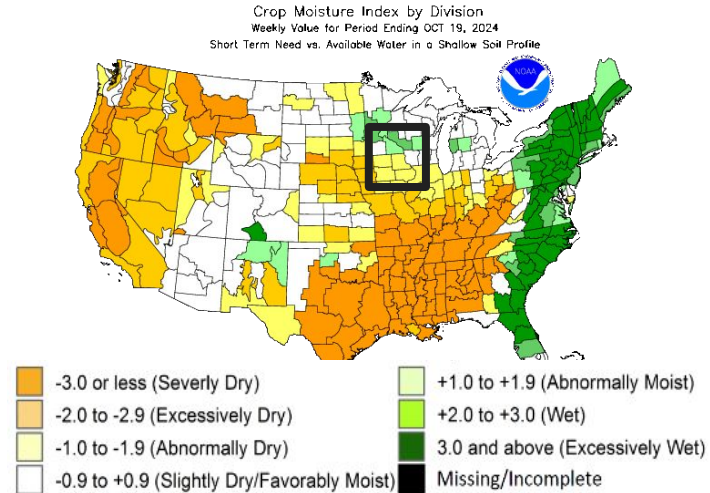 Crop Moisture Index by Division
Weekly Value for Period Ending OCT 19, 2024
Short Term Need vs. Available Water in a Shallow Soil Profile
NOAA
-3.0 or less (Severly Dry)
-2.0 to -2.9 (Excessively Dry)
-1.0 to -1.9 (Abnormally Dry)
-0.9 to +0.9 (Slightly Dry/Favorably Moist)
+1.0 to +1.9 (Abnormally Moist)
+2.0 to +3.0 (Wet)
3.0 and above (Excessively Wet)
Missing/Incomplete